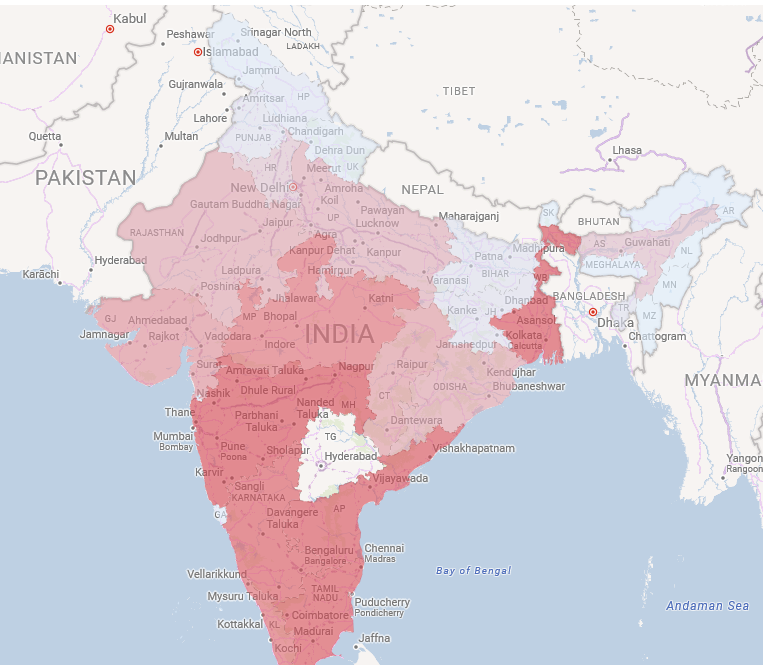 Kabul
Peshawar
Srinagar North
LADAKH
Islamabad
ANISTAN
Jammu
Gujranwala
TIBET
Amritsar
HP
Lahore
Ludhiana
Quetta
Multan
PUNJAB
Chandigarh
Dehra Dun
Lhasa
HR
Meerut
UK
PAKISTAN
New Delhi
Amroha
NEPAL
Gautam Buddha Nagar
Koil
Pawayan
Maharajganj
SK
BHUTAN
AR
UP
Lucknow
Jaipur
RAJASTHAN
Jodhpur
Agra
Madhipura
AS
Guwahati
Kanpur Dehat
Kanpur
Patna
NL
Hyderabad
Karachi
Ladpura
Hamirpur
BIHAR
MEGHALAYA
Varanasi
WB
Poshina
Jhalawar
Katni
Dhanbad
BANGLADESH
MN
GJ
Ahmedabad
MP
Bhopal
Kanke
JH
TR
MZ
Jamnagar
Rajkot
Vadodara
INDIA
Asansol
Dhaka
Indore
Jamshedpur
Kolkata
Calcutta
Chattogram
Surat
Amravati Taluka
Nagpur
Raipur
Kendujhar
MYANMA
Nashik
Dhule Rural
ODISHA
Bhubaneshwar
CT
Thane
Parbhani
Taluka
Nanded
Taluka
MH
Dantewara
Mumbai
Bombay
TG
Pune
Poona
Sholapur
Hyderabad
Vishakhapatnam
Yangon
Rangoon
Karvir
Sangli
Vijayawada
KARNATAKA
GA
Davangere
Taluka
AP
Bengaluru
Bangalore
Chennai
Madras
Bay of Bengal
Vellarikkund
Mysuru Taluka
TAMIL
NADU
Puducherry
Pondicherry
Andaman Sea
Kottakkal
KL
Coimbatore
Madurai
Jaffna
Kochi